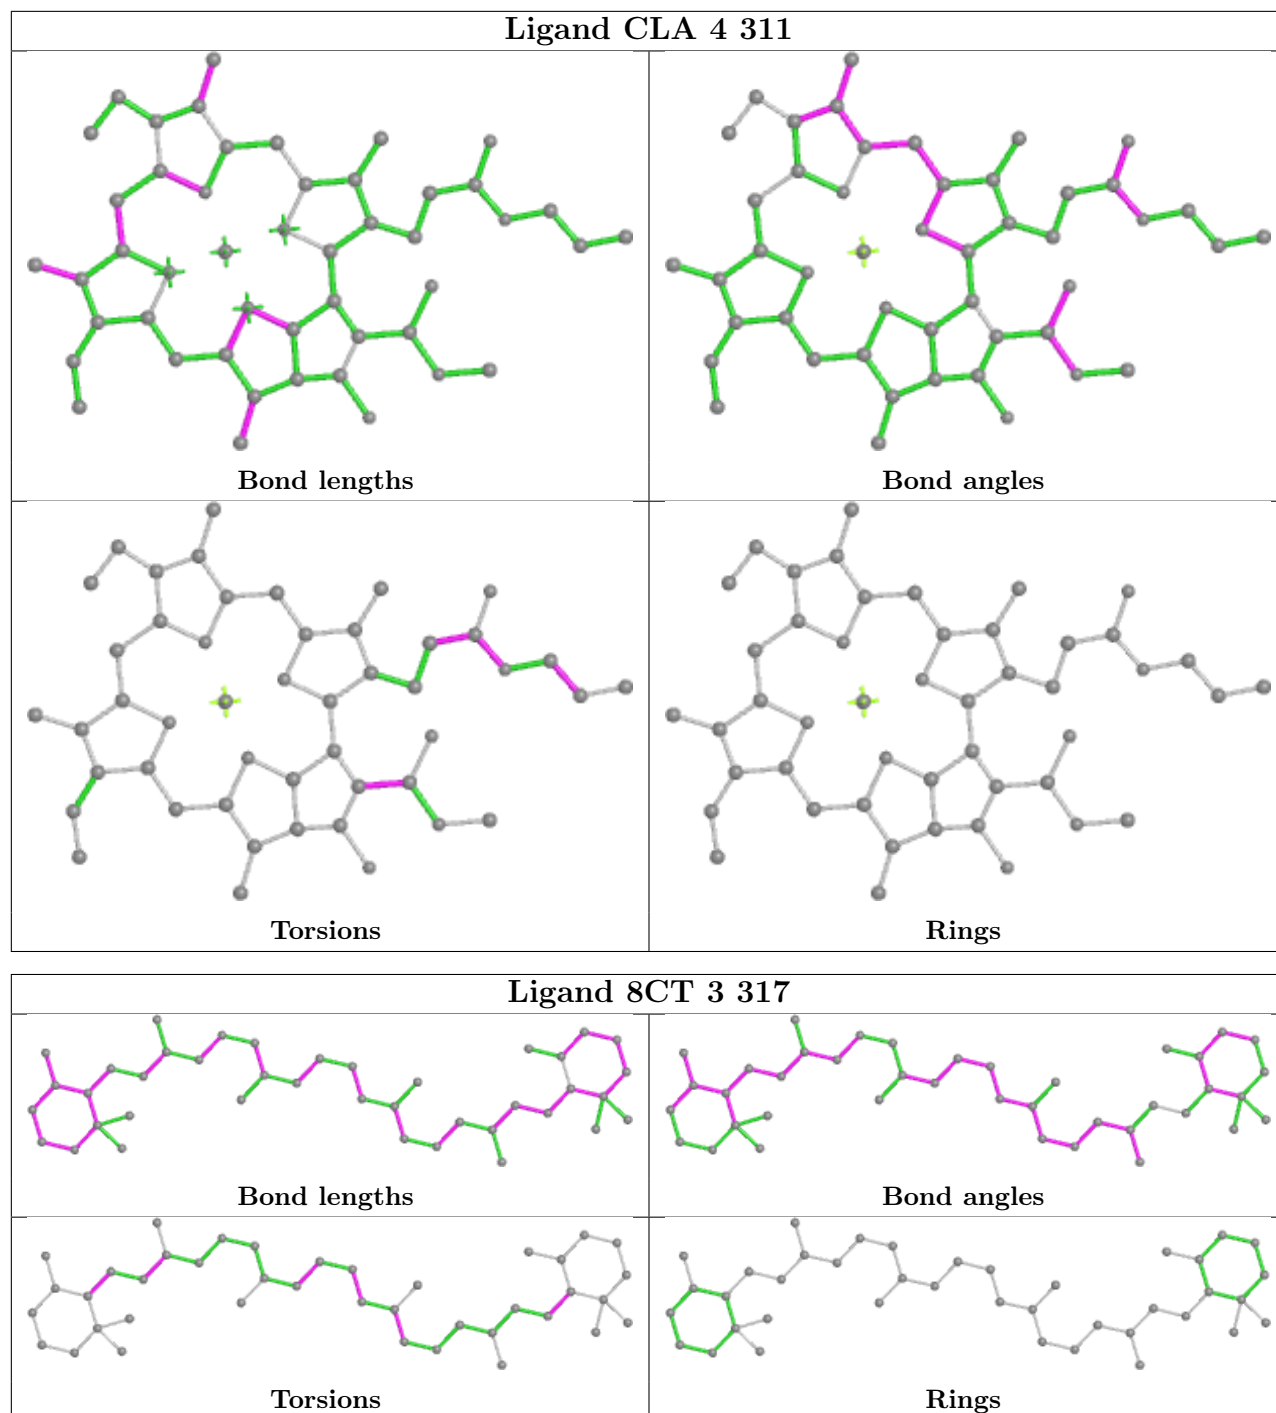 Ligand CLA 4 311
Bond lengths
Bond angles
Torsions
Rings
Ligand 8CT 3 317
Bond lengths
Bond angles
Torsions
Rings